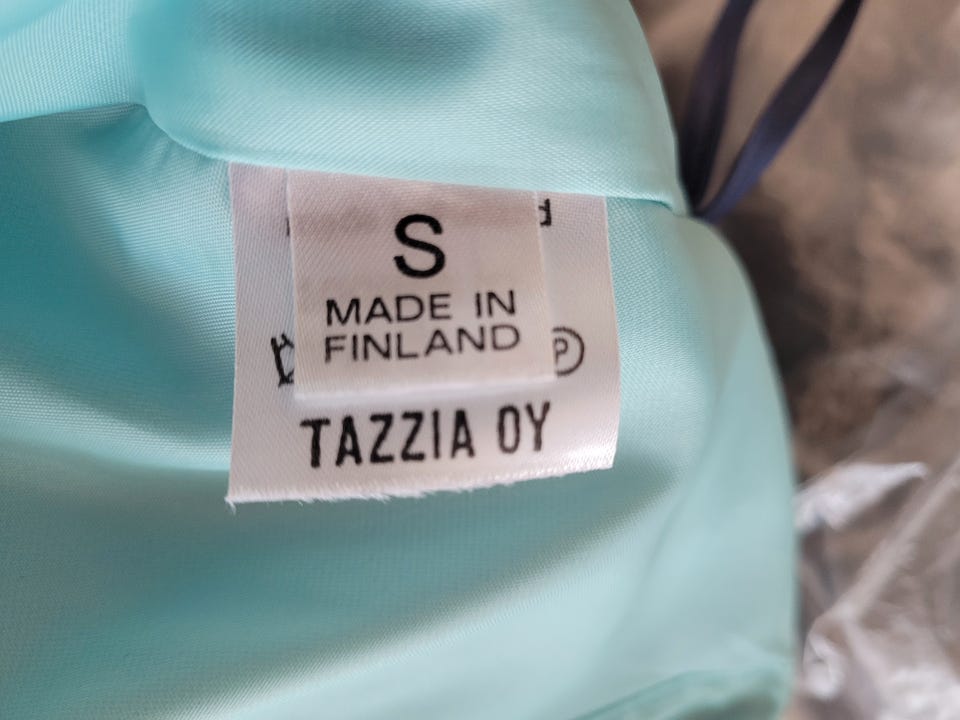 S
MADE IN
FINLAND
P
TAZZIA OY